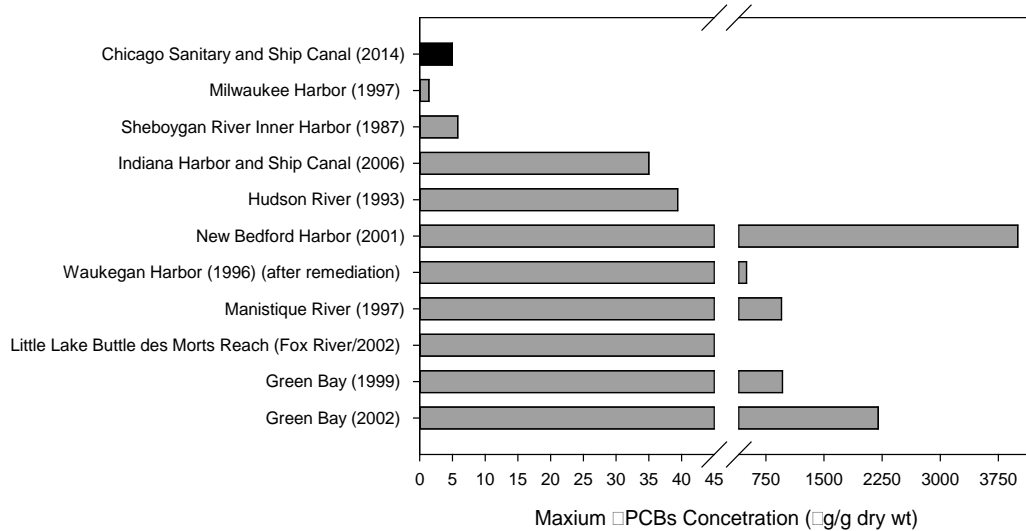 Chicago Sanitary and Ship Canal (2014)
Milwaukee Harbor (1997)
Sheboygan River Inner Harbor (1987)
Indiana Harbor and Ship Canal (2006)
Hudson River (1993)
New Bedford Harbor (2001)
Waukegan Harbor (1996) (after remediation)
Manistique River (1997)
Little Lake Buttle des Morts Reach (Fox River/2002)
Green Bay (1999)
Green Bay (2002)
0 5 10 15 20 25 30 35 40 45 750 1500 2250 3000 3750
Maxium □PCBs Concetration (□g/g dry wt)